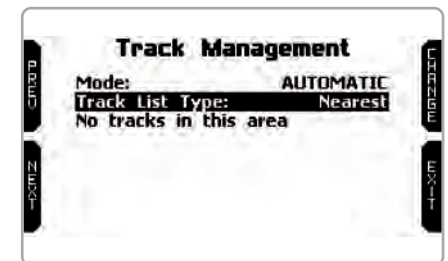 Track Management
PREV
CHANGE
Mode: AUTOMATIC
Track List Type: Nearest
No tracks in this area
NEXT
EXIT